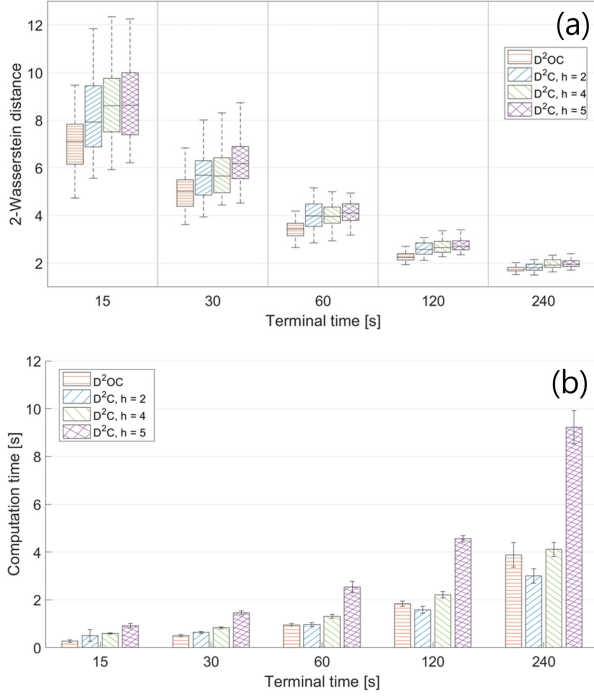 (a)
12
10
8
6
4
2
2-Wasserstein distance
D²OC
D²C, h = 2
D²C, h = 4
D²C, h = 5
15 30 60 120 240
Terminal time [s]
(b)
12
10
8
6
4
2
0
Computation time [s]
D²OC
D²C, h = 2
D²C, h = 4
D²C, h = 5
15 30 60 120 240
Terminal time [s]